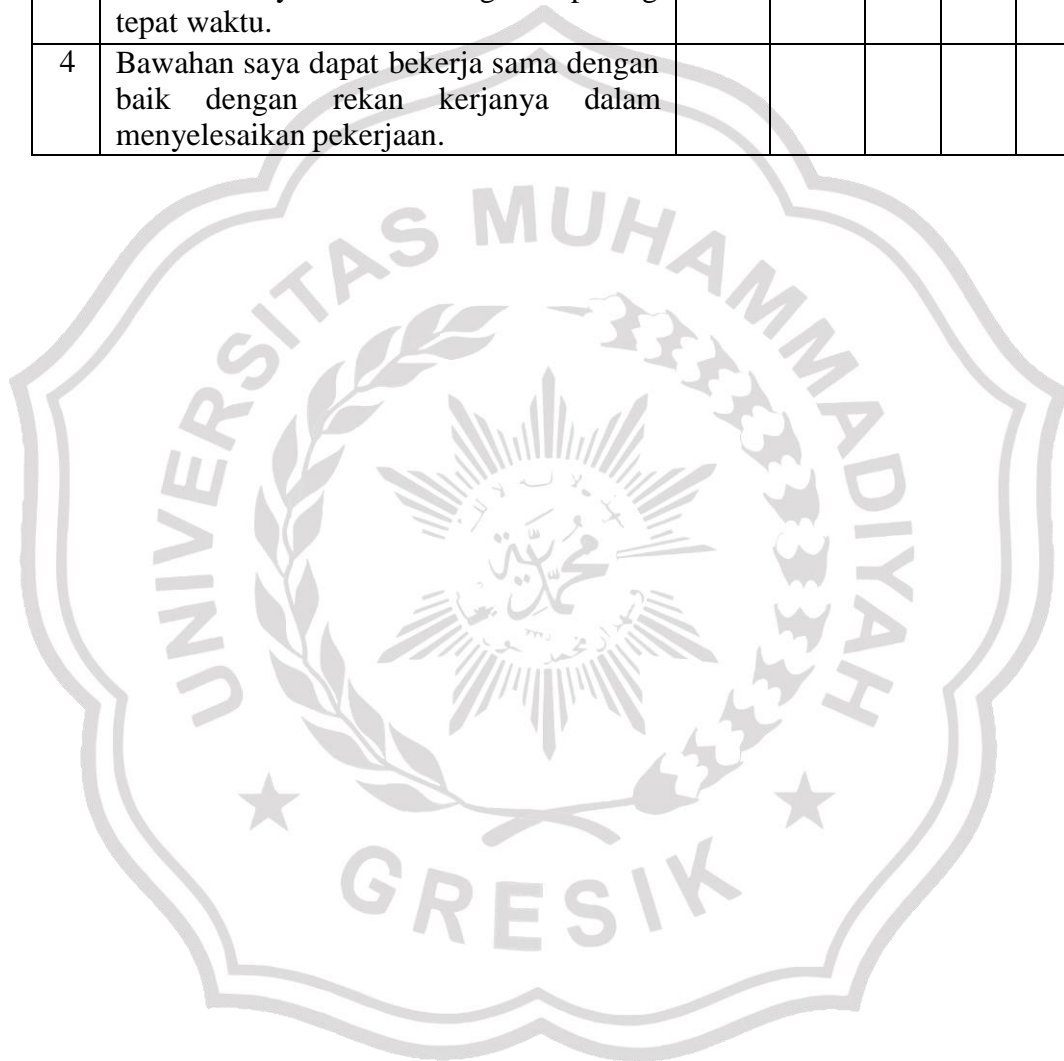 tepat waktu.
4 Bawahan saya dapat bekerja sama dengan
baik dengan rekan kerjanya dalam
menyelesaikan pekerjaan.
UNIVERSITAS MUHAMMADIYAH
محمد
GRESIK